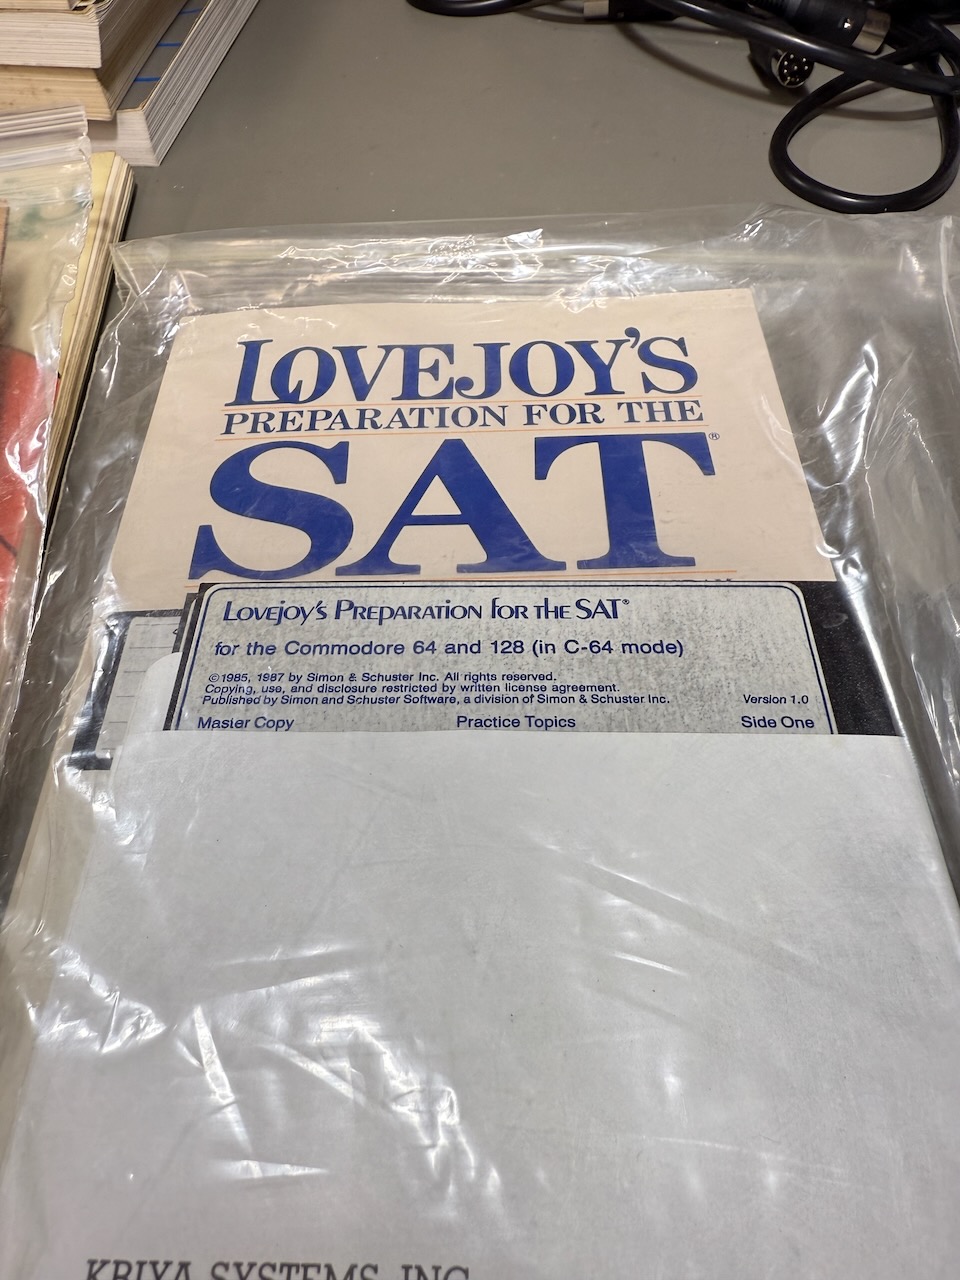 LOVEJOY'S
PREPARATION FOR THE
SAT®
Lovejoy's Preparation for the SAT®
for the Commodore 64 and 128 (in C-64 mode)
©1985, 1987 by Simon & Schuster Inc. All rights reserved.
Copying, use, and disclosure restricted by written license agreement.
Published by Simon and Schuster Software, a division of Simon & Schuster Inc. Version 1.0
Master Copy Practice Topics Side One
KRIYA SYSTEMS, INC.